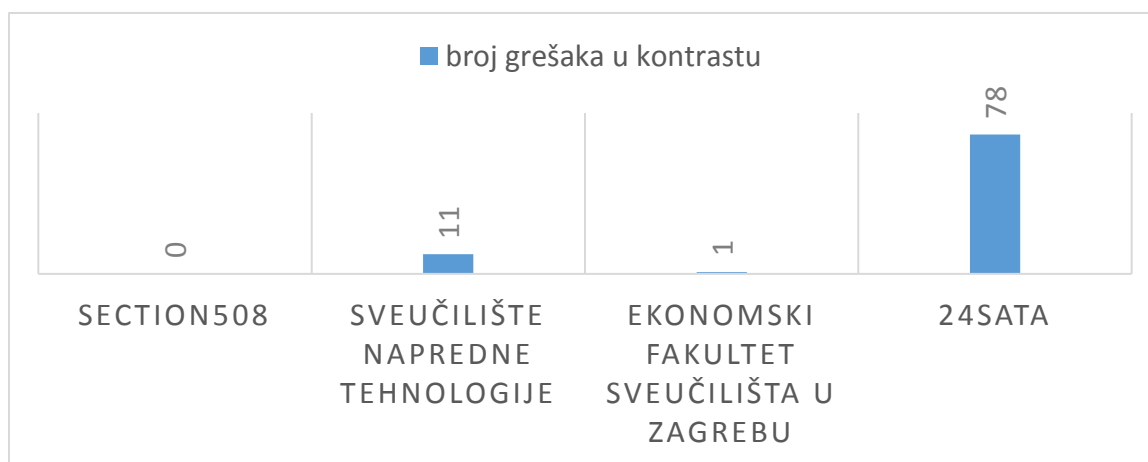 broj grešaka u kontrastu
0
11
1
78
SECTION508
SVEUČILIŠTE
NAPREDNE
TEHNOLOGIJE
EKONOMSKI
FAKULTET
SVEUČILIŠTA U
ZAGREBU
24SATA